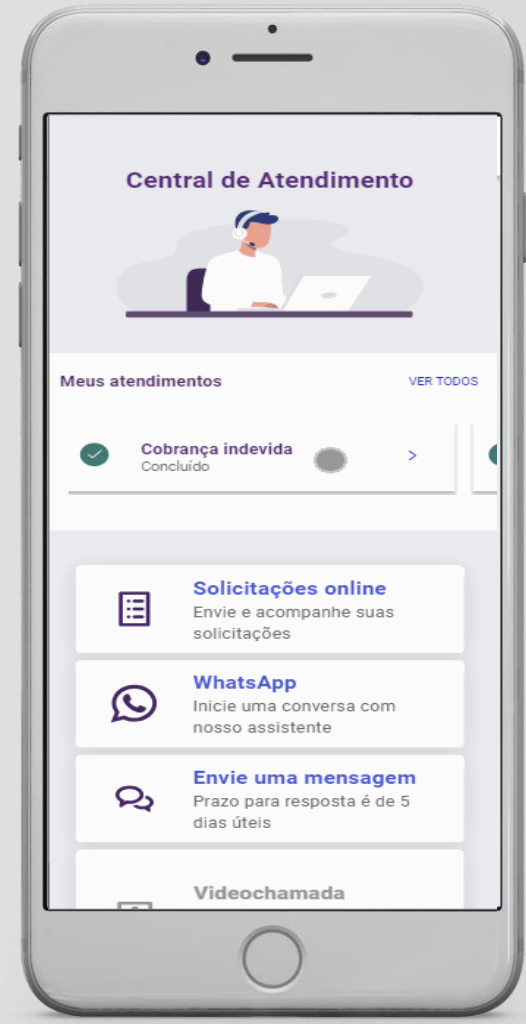 Central de Atendimento
Meus atendimentos
VER TODOS
Cobrança indevida
Concluído
Solicitações online
Envie e acompanhe suas
solicitações
WhatsApp
Inicie uma conversa com
nosso assistente
Envie uma mensagem
Prazo para resposta é de 5
dias úteis
Videochamada